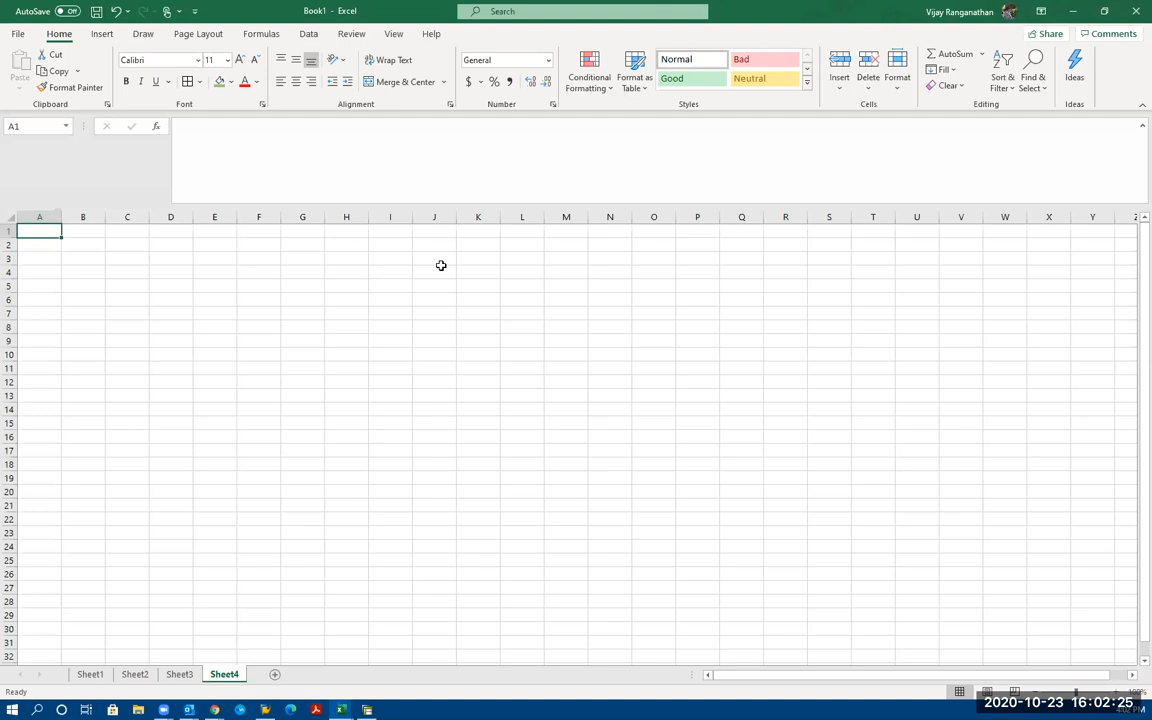 AutoSave Off Book1 - Excel Search Vijay Ranganathan
File Home Insert Draw Page Layout Formulas Data Review View Help Share Comments
Paste Cut Copy Format Painter
Calibri 11 A A B I U A
Wrap Text Merge & Center
General $ % ,
Conditional Formatting Format as Table Normal Bad Good Neutral
Insert Delete Format
AutoSum Fill Clear Sort & Filter Find & Select
Ideas
Clipboard Font Alignment Number Styles Cells Editing Ideas
A1 fx
A B C D E F G H I J K L M N O P Q R S T U V W X Y Z
1
2
3
4
5
6
7
8
9
10
11
12
13
14
15
16
17
18
19
20
21
22
23
24
25
26
27
28
29
30
31
32
Sheet1 Sheet2 Sheet3 Sheet4
Ready
2020-10-23 16:02:25